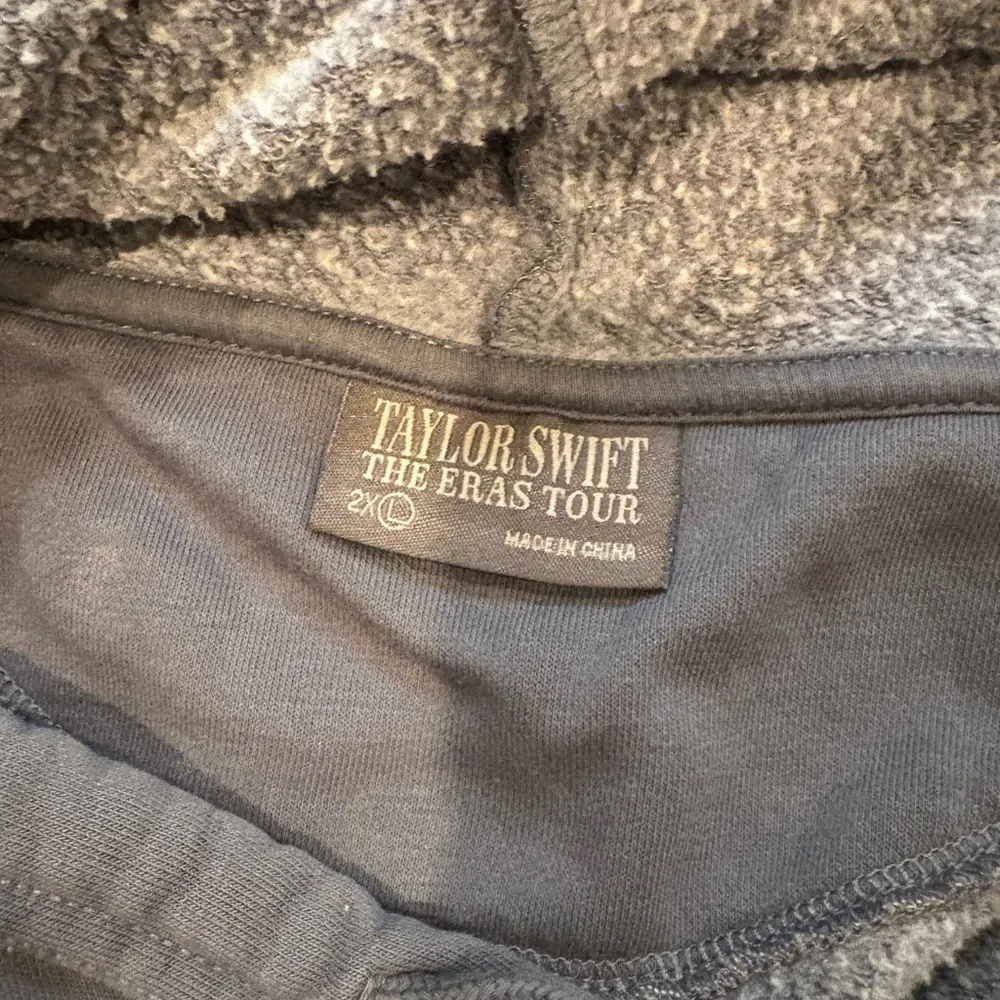 TAYLOR SWIFT
THE ERAS TOUR
2XL
MADE IN CHINA